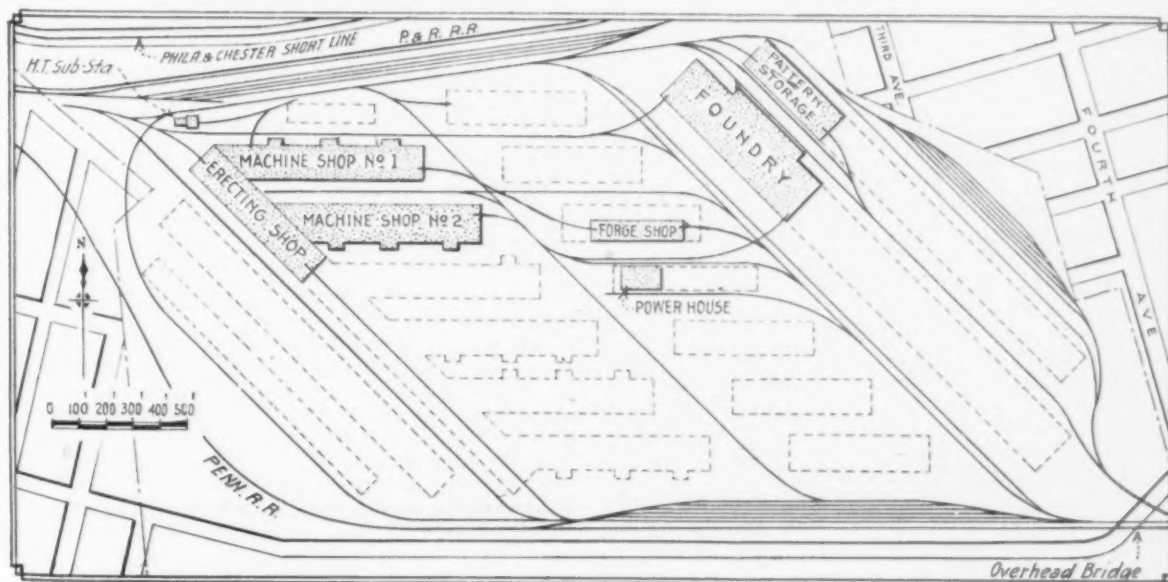 PHILA. & CHESTER SHORT LINE
P. & R. R.R.
H.T. Sub-Sta
PATTERN
STORAGE
THIRD AVE.
FOURTH AVE
FOUNDRY
MACHINE SHOP No 1
ERECTING SHOP
MACHINE SHOP No 2
FORGE SHOP
POWER HOUSE
N
0 100 200 300 400 500
PENN. R.R.
A
A
Overhead Bridge